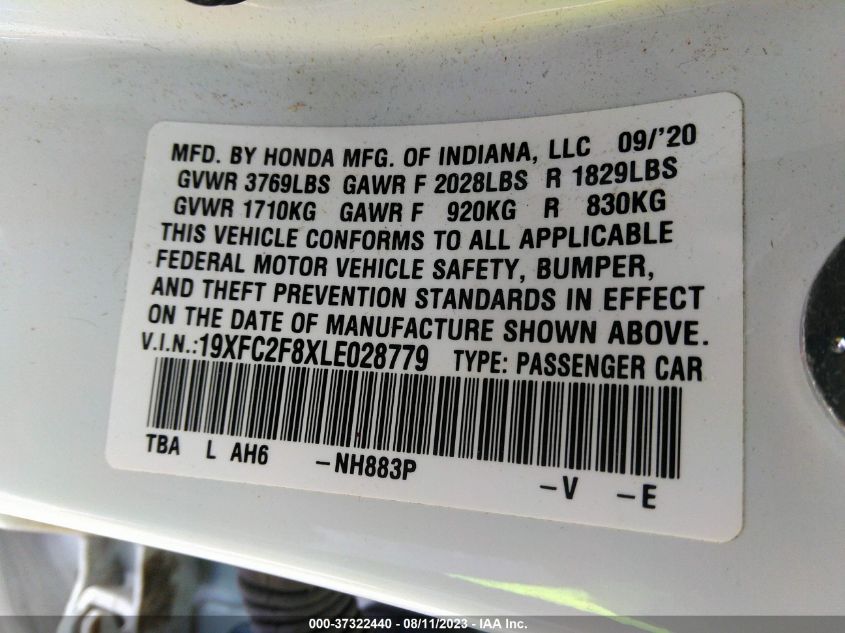 MFD. BY HONDA MFG. OF INDIANA, LLC 09/'20
GVWR 3769LBS GAWR F 2028LBS R 1829LBS
GVWR 1710KG GAWR F 920KG R 830KG
THIS VEHICLE CONFORMS TO ALL APPLICABLE
FEDERAL MOTOR VEHICLE SAFETY, BUMPER,
AND THEFT PREVENTION STANDARDS IN EFFECT
ON THE DATE OF MANUFACTURE SHOWN ABOVE.
V.I.N.:19XFC2F8XLE028779 TYPE: PASSENGER CAR
TBA L AH6 -NH883P -V -E
000-37322440 - 08/11/2023 - IAA Inc.